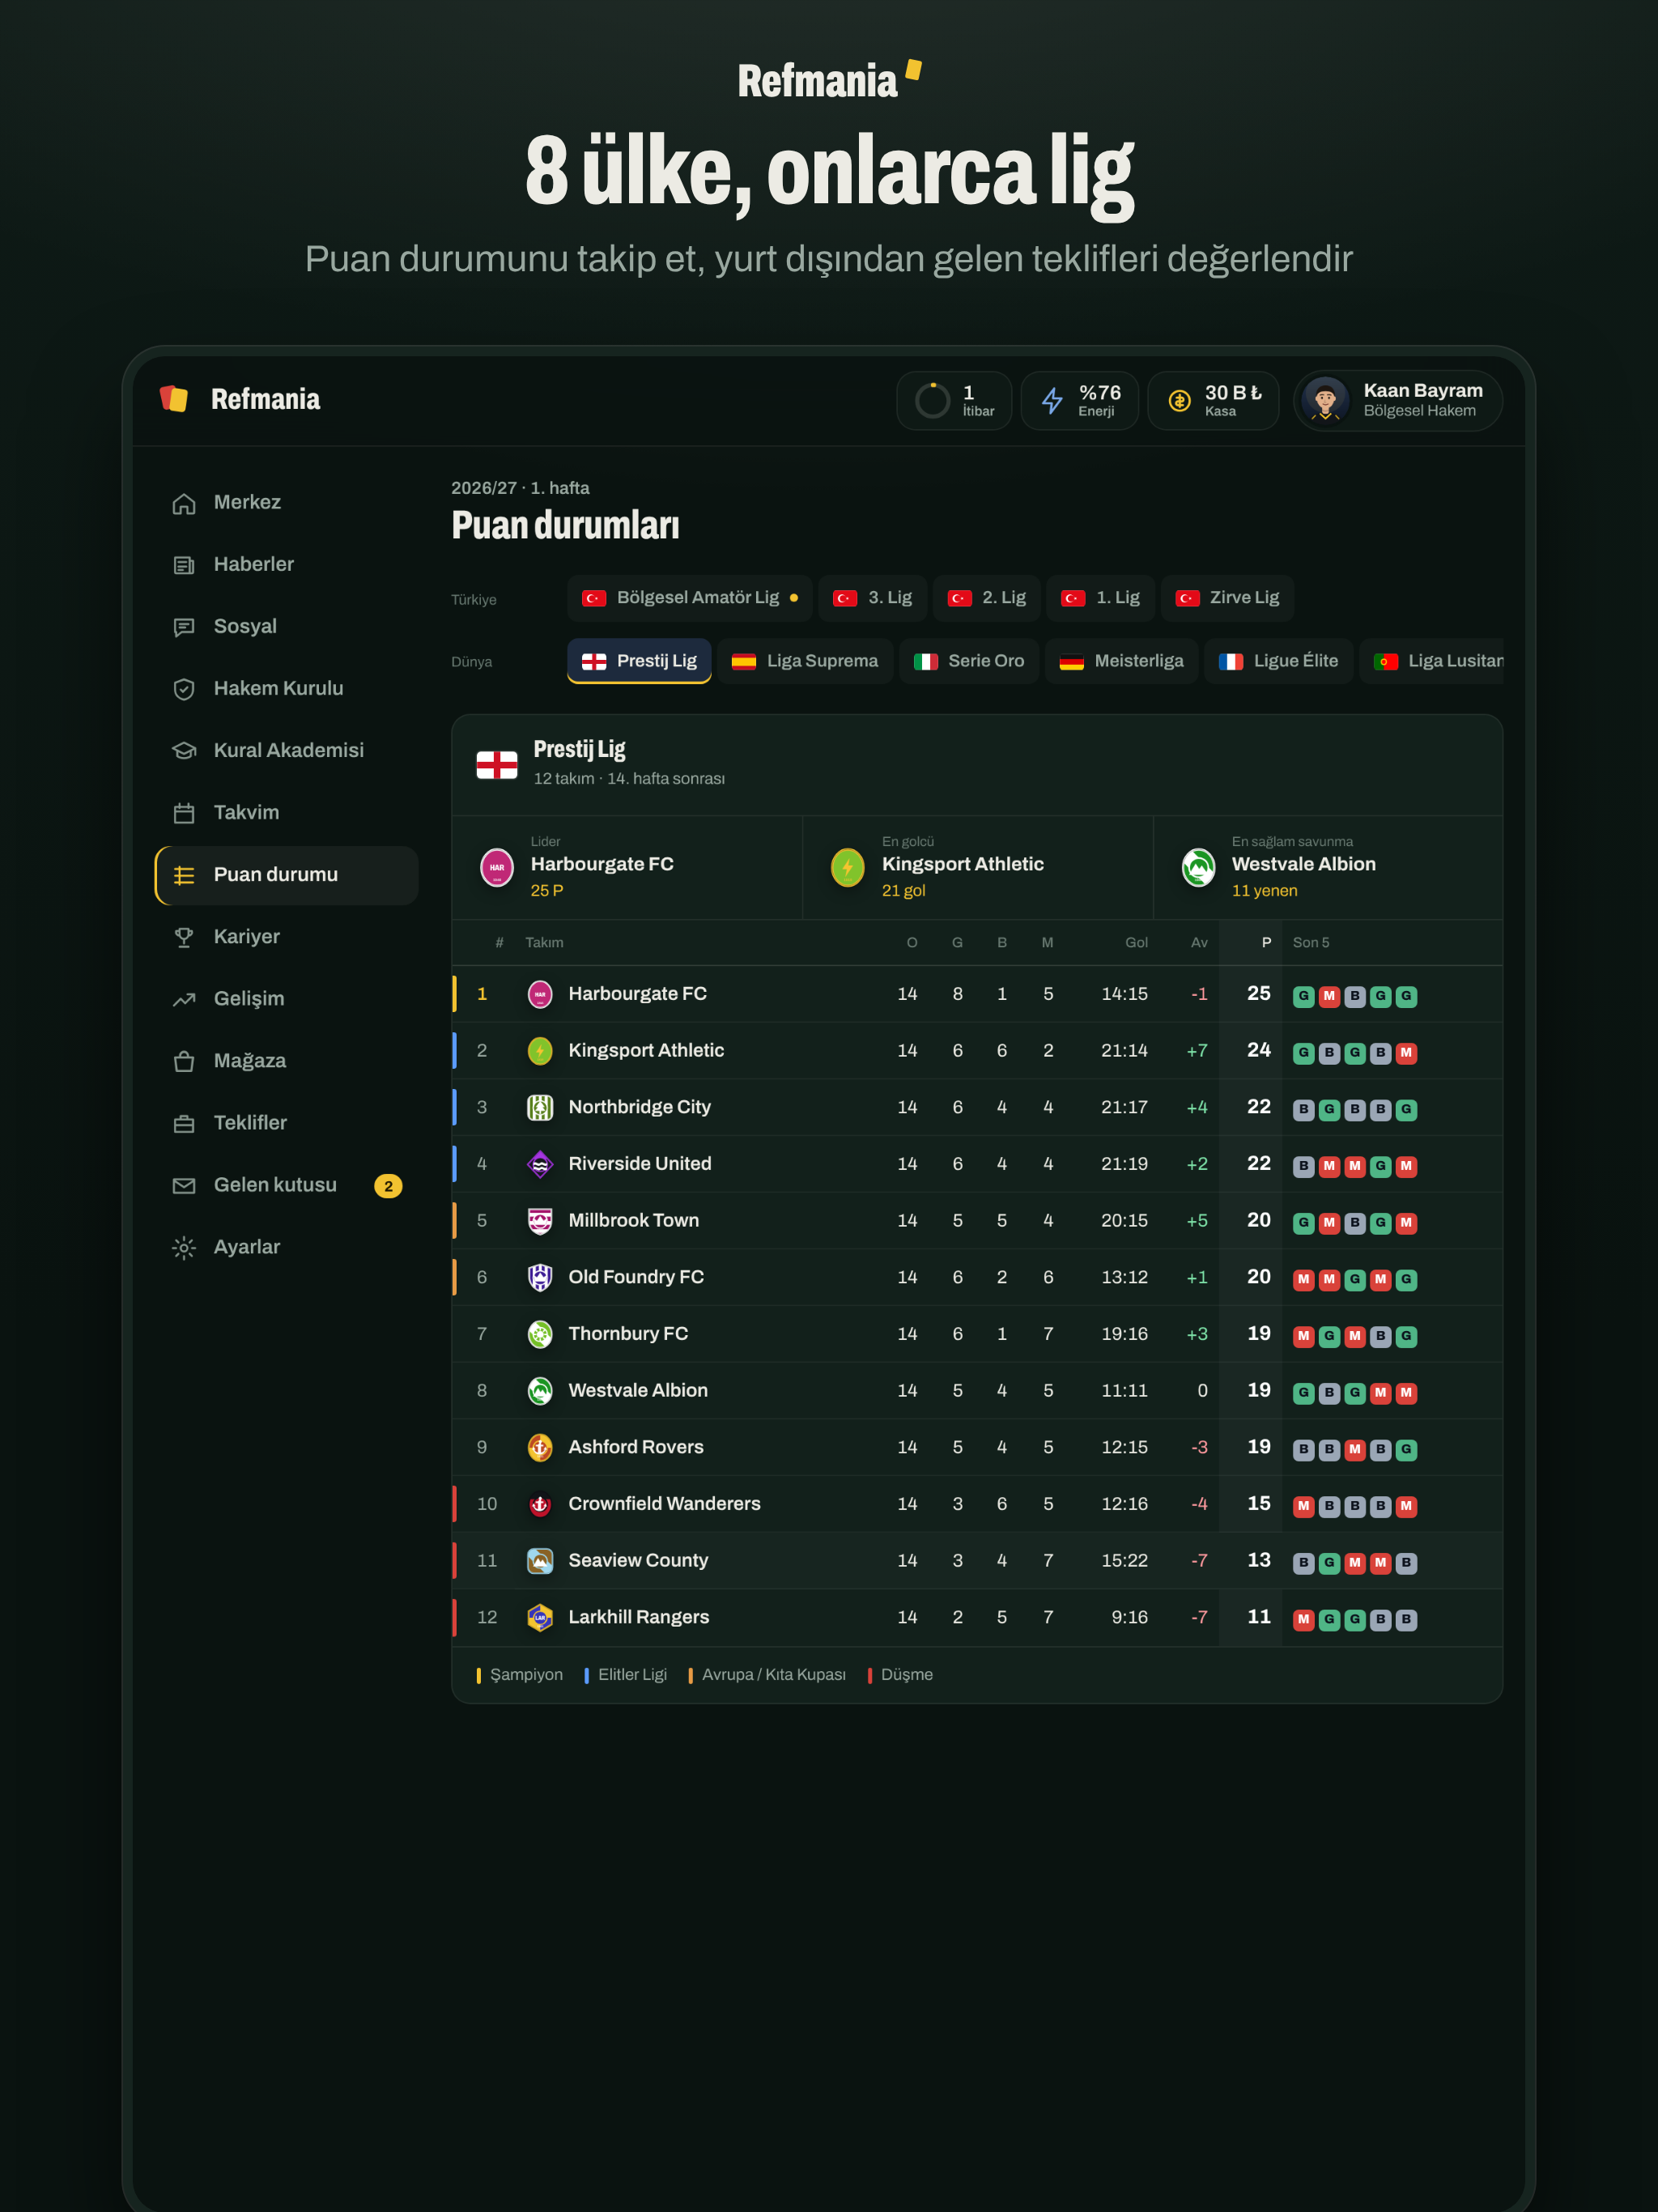 Refmania
8 ülke, onlarca lig
Puan durumunu takip et, yurt dışından gelen teklifleri değerlendir
Refmania
1
İtibar
%76
Enerji
30 B ₺
Kasa
Kaan Bayram
Bölgesel Hakem
Merkez
Haberler
Sosyal
Hakem Kurulu
Kural Akademisi
Takvim
Puan durumu
Kariyer
Gelişim
Mağaza
Teklifler
Gelen kutusu 2
Ayarlar
2026/27 · 1. hafta
Puan durumları
Türkiye Bölgesel Amatör Lig 3. Lig 2. Lig 1. Lig Zirve Lig
Dünya Prestij Lig Liga Suprema Serie Oro Meisterliga Ligue Élite Liga Lusitan
Prestij Lig
12 takım · 14. hafta sonrası
Lider
HAR Harbourgate FC
25 P
En golcü
Kingsport Athletic
21 gol
En sağlam savunma
Westvale Albion
11 yenen
# Takım O G B M Gol Av P Son 5
1 HAR Harbourgate FC 14 8 1 5 14:15 -1 25 G M B G G
2 Kingsport Athletic 14 6 6 2 21:14 +7 24 G B G B M
3 Northbridge City 14 6 4 4 21:17 +4 22 B G B B G
4 Riverside United 14 6 4 4 21:19 +2 22 B M M G M
5 Millbrook Town 14 5 5 4 20:15 +5 20 G M B G M
6 Old Foundry FC 14 6 2 6 13:12 +1 20 M M G M G
7 Thornbury FC 14 6 1 7 19:16 +3 19 M G M B G
8 Westvale Albion 14 5 4 5 11:11 0 19 G B G M M
9 Ashford Rovers 14 5 4 5 12:15 -3 19 B B M B G
10 Crownfield Wanderers 14 3 6 5 12:16 -4 15 M B B B M
11 Seaview County 14 3 4 7 15:22 -7 13 B G M M B
12 LAR Larkhill Rangers 14 2 5 7 9:16 -7 11 M G G B B
Şampiyon Elitler Ligi Avrupa / Kıta Kupası Düşme